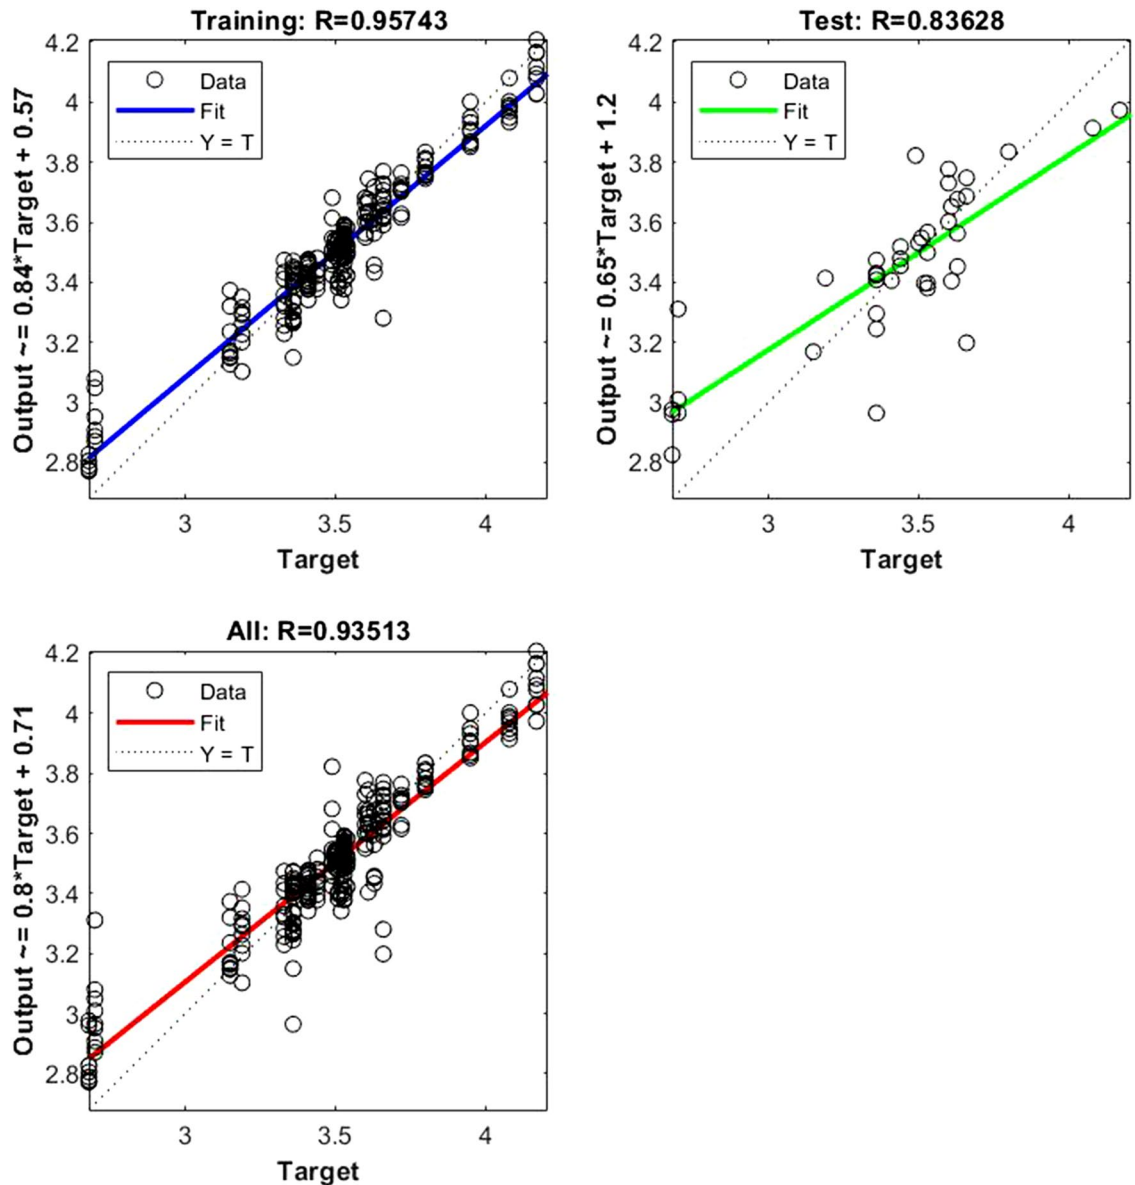 Training: R=0.95743
Output ~= 0.84*Target + 0.57
4.2
4
3.8
3.6
3.4
3.2
3
2.8
Data
Fit
Y = T
3
3.5
4
Target
Test: R=0.83628
Output ~= 0.65*Target + 1.2
4.2
4
3.8
3.6
3.4
3.2
3
2.8
Data
Fit
Y = T
3
3.5
4
Target
All: R=0.93513
Output ~= 0.8*Target + 0.71
4.2
4
3.8
3.6
3.4
3.2
3
2.8
Data
Fit
Y = T
3
3.5
4
Target